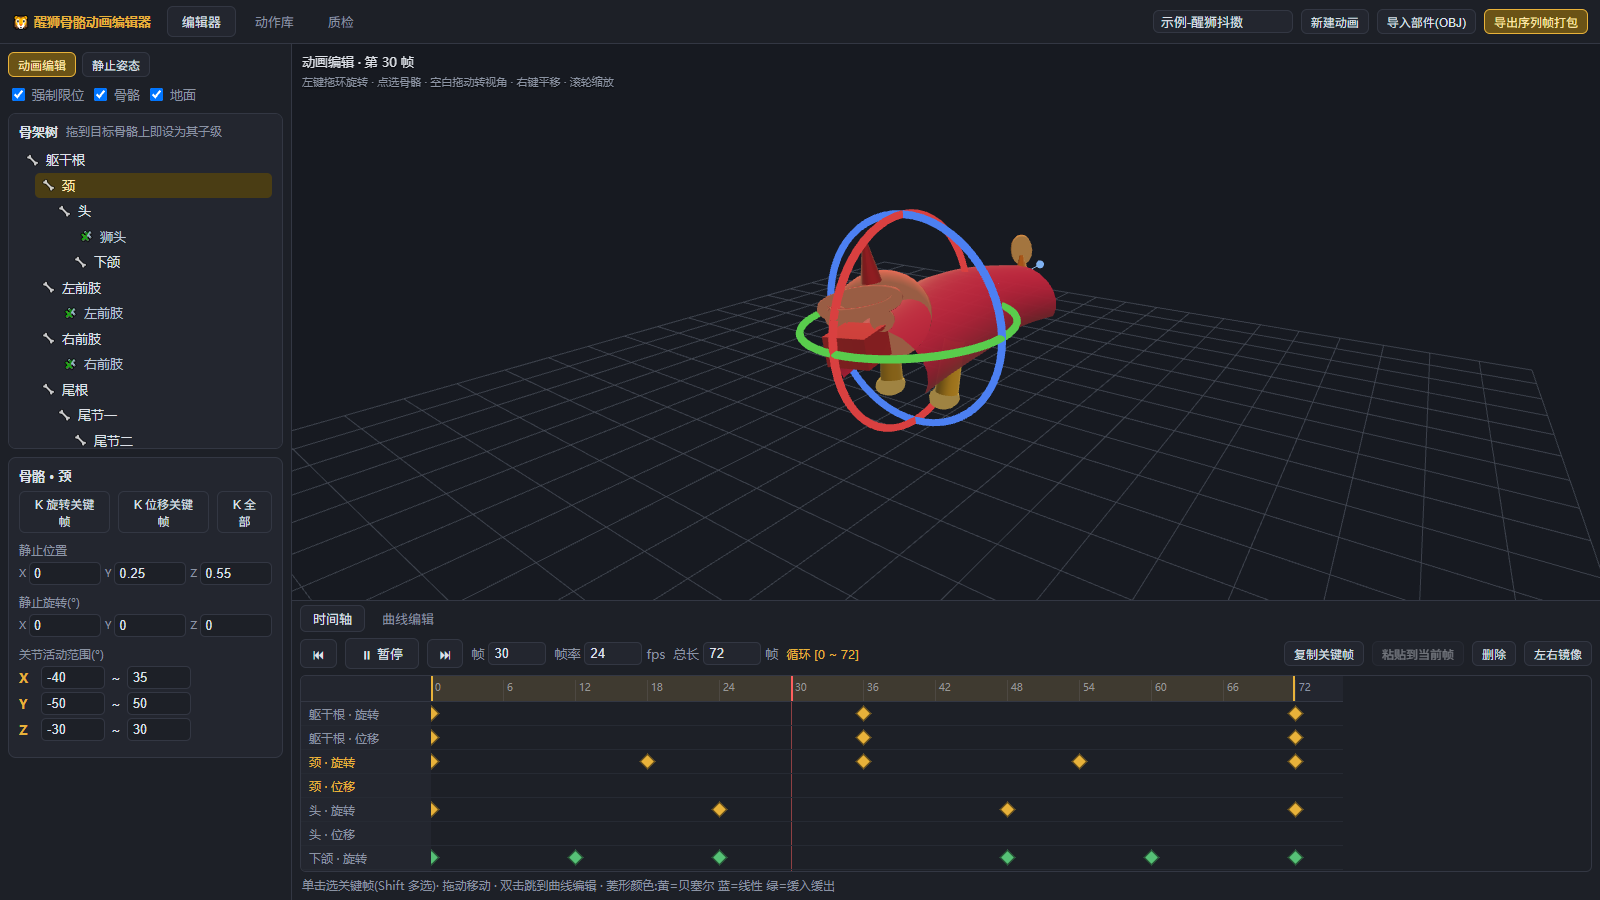 醒狮骨骼动画编辑器 编辑器 动作库 质检 示例-醒狮抖擞 新建动画 导入部件(OBJ) 导出序列帧打包
动画编辑 静止姿态
强制限位 骨骼 地面
骨架树 拖到目标骨骼上即设为其子级
躯干根
颈
头
狮头
下颌
左前肢
左前肢
右前肢
右前肢
尾根
尾节一
尾节二
骨骼 • 颈
K 旋转关键帧 K 位移关键帧 K 全部
静止位置
X 0 Y 0.25 Z 0.55
静止旋转(°)
X 0 Y 0 Z 0
关节活动范围(°)
X -40 ~ 35
Y -50 ~ 50
Z -30 ~ 30
动画编辑 · 第 30 帧
左键拖环旋转 · 点选骨骼 · 空白拖动转视角 · 右键平移 · 滚轮缩放
时间轴 曲线编辑
暂停 帧 30 帧率 24 fps 总长 72 帧 循环 [0 ~ 72] 复制关键帧 粘贴到当前帧 删除 左右镜像
0 6 12 18 24 30 36 42 48 54 60 66 72
躯干根 · 旋转
躯干根 · 位移
颈 · 旋转
颈 · 位移
头 · 旋转
头 · 位移
下颌 · 旋转
单击选关键帧(Shift 多选)· 拖动移动 · 双击跳到曲线编辑 · 菱形颜色:黄=贝塞尔 蓝=线性 绿=缓入缓出